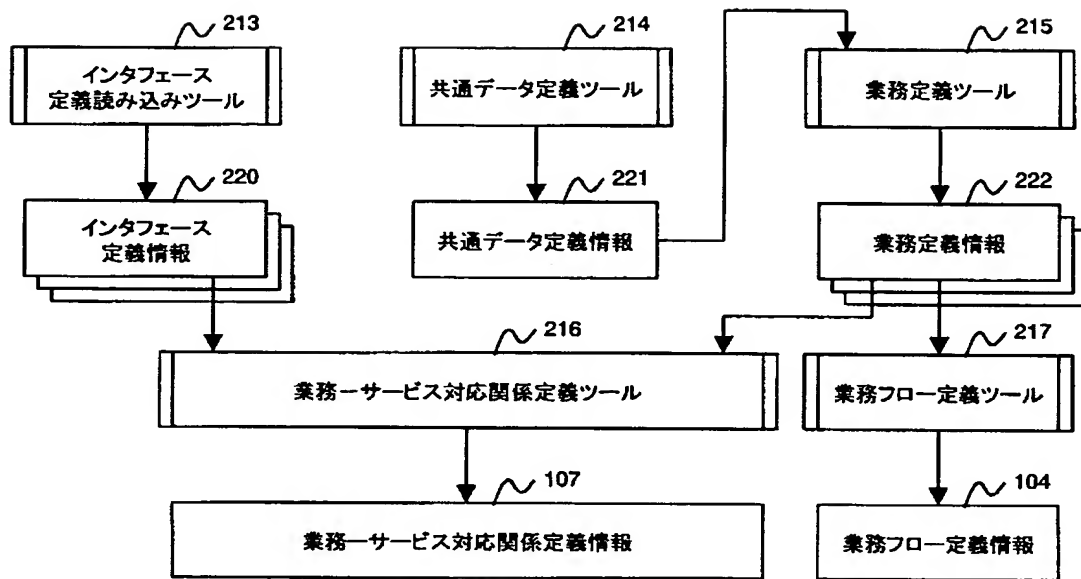 213
インタフェース
定義読み込みツール
214
共通データ定義ツール
215
業務定義ツール
220
インタフェース
定義情報
221
共通データ定義情報
222
業務定義情報
216
業務ーサービス対応関係定義ツール
217
業務フロー定義ツール
107
業務ーサービス対応関係定義情報
104
業務フロー定義情報